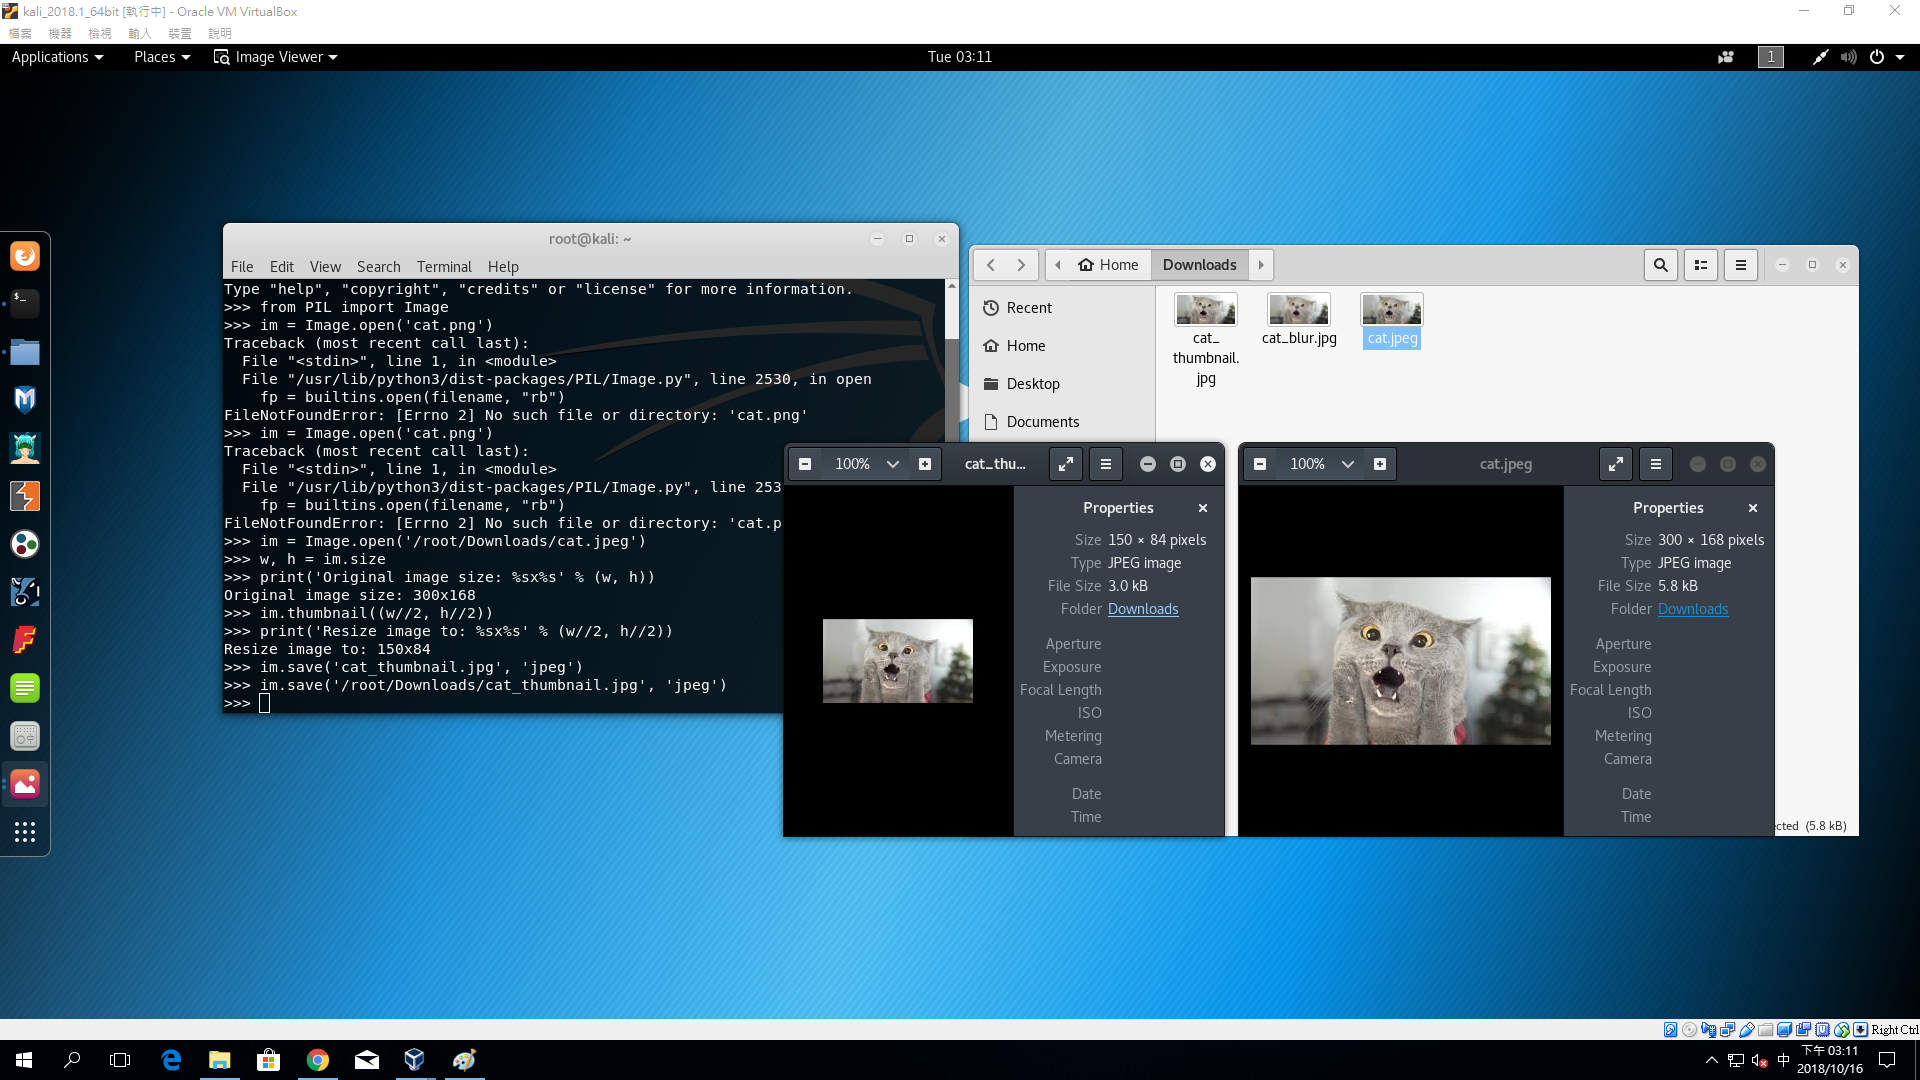 kali_2018.1_64bit [執行中] - Oracle VM VirtualBox
檔案 機器 檢視 輸入 裝置 說明
Applications Places Image Viewer Tue 03:11 1
root@kali: ~
File Edit View Search Terminal Help
Type "help", "copyright", "credits" or "license" for more information.
>>> from PIL import Image
>>> im = Image.open('cat.png')
Traceback (most recent call last):
File "<stdin>", line 1, in <module>
File "/usr/lib/python3/dist-packages/PIL/Image.py", line 2530, in open
fp = builtins.open(filename, "rb")
FileNotFoundError: [Errno 2] No such file or directory: 'cat.png'
>>> im = Image.open('cat.png')
Traceback (most recent call last):
File "<stdin>", line 1, in <module>
File "/usr/lib/python3/dist-packages/PIL/Image.py", line 253
fp = builtins.open(filename, "rb")
FileNotFoundError: [Errno 2] No such file or directory: 'cat.p
>>> im = Image.open('/root/Downloads/cat.jpeg')
>>> w, h = im.size
>>> print('Original image size: %sx%s' % (w, h))
Original image size: 300x168
>>> im.thumbnail((w//2, h//2))
>>> print('Resize image to: %sx%s' % (w//2, h//2))
Resize image to: 150x84
>>> im.save('cat_thumbnail.jpg', 'jpeg')
>>> im.save('/root/Downloads/cat_thumbnail.jpg', 'jpeg')
>>>
Home Downloads
Recent
Home
Desktop
Documents
cat_
thumbnail.
jpg
cat_blur.jpg
cat.jpeg
100% cat_thu...
Properties
Size 150 × 84 pixels
Type JPEG image
File Size 3.0 kB
Folder Downloads
Aperture
Exposure
Focal Length
ISO
Metering
Camera
Date
Time
100% cat.jpeg
Properties
Size 300 × 168 pixels
Type JPEG image
File Size 5.8 kB
Folder Downloads
Aperture
Exposure
Focal Length
ISO
Metering
Camera
Date
Time
cted (5.8 kB)
Right Ctrl
中
下午 03:11
2018/10/16